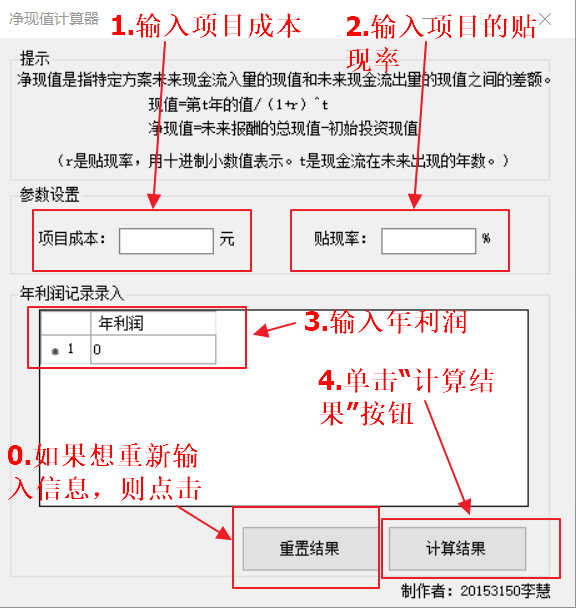 净现值计算器
1.输入项目成本
2.输入项目的贴
现率
提示
净现值是指特定方案未来现金流入量的现值和未来现金流出量的现值之间的差额。
现值=第t年的值/（1+r）^t
净现值=未来报酬的总现值-初始投资现值
（r是贴现率，用十进制小数值表示。t是现金流在未来出现的年数。）
参数设置
项目成本： 元 贴现率： %
年利润记录录入
年利润
1 0
3.输入年利润
4.单击“计算结
果”按钮
0.如果想重新输
入信息，则点击
重置结果 计算结果
制作者：20153150李慧